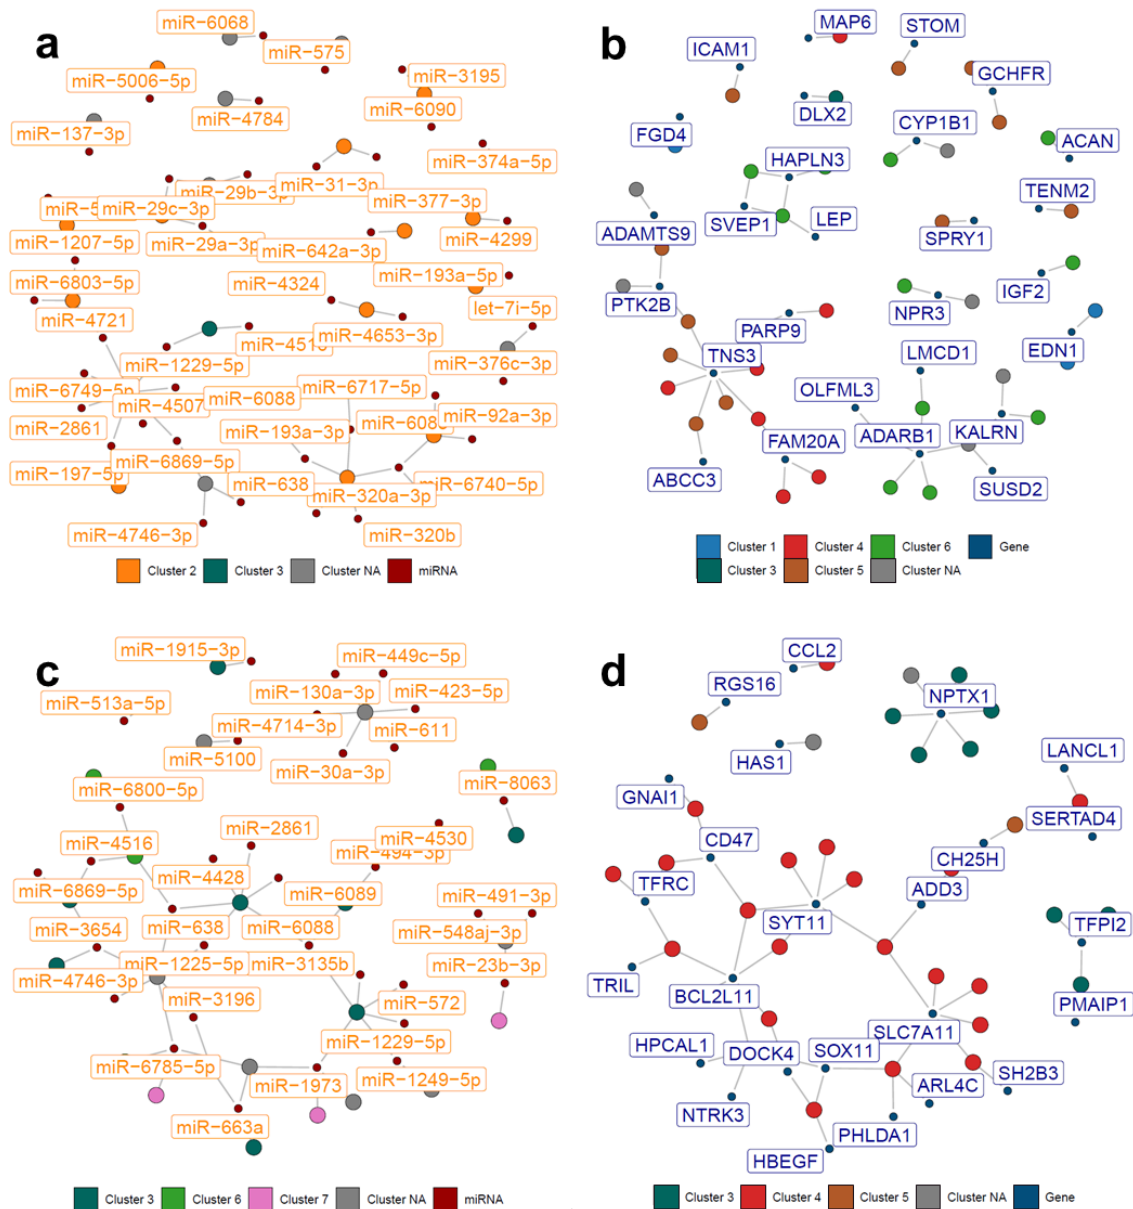 a
miR-6068
miR-575
miR-5006-5p
miR-3195
miR-6090
miR-4784
miR-137-3p
miR-374a-5p
miR-29b-3p
miR-31-3p
miR-377-3p
miR-29c-3p
miR-1207-5p
miR-29a-3p
miR-642a-3p
miR-4299
miR-6803-5p
miR-193a-5p
miR-4324
let-7i-5p
miR-4721
miR-4653-3p
miR-1229-5p
miR-376c-3p
miR-6749-5p
miR-6717-5p
miR-6088
miR-4507
miR-92a-3p
miR-2861
miR-193a-3p
miR-6869-5p
miR-197-5p
miR-638
miR-6740-5p
miR-320a-3p
miR-4746-3p
miR-320b
Cluster 2
Cluster 3
Cluster NA
miRNA
b
MAP6
STOM
ICAM1
GCHFR
DLX2
CYP1B1
FGD4
ACAN
HAPLN3
TENM2
SVEP1
LEP
SPRY1
ADAMTS9
IGF2
PTK2B
NPR3
PARP9
EDN1
TNS3
LMCD1
OLFML3
FAM20A
ADARB1
KALRN
ABCC3
SUSD2
Cluster 1
Cluster 4
Cluster 6
Gene
Cluster 3
Cluster 5
Cluster NA
c
miR-1915-3p
miR-449c-5p
miR-130a-3p
miR-423-5p
miR-513a-5p
miR-4714-3p
miR-611
miR-5100
miR-30a-3p
miR-8063
miR-6800-5p
miR-2861
miR-4530
miR-4516
miR-494-3p
miR-4428
miR-6869-5p
miR-6089
miR-491-3p
miR-3654
miR-638
miR-6088
miR-548aj-3p
miR-1225-5p
miR-3135b
miR-23b-3p
miR-4746-3p
miR-3196
miR-572
miR-1229-5p
miR-6785-5p
miR-1973
miR-1249-5p
miR-663a
Cluster 3
Cluster 6
Cluster 7
Cluster NA
miRNA
d
CCL2
RGS16
NPTX1
HAS1
LANCL1
GNAI1
SERTAD4
CD47
CH25H
TFRC
ADD3
SYT11
TFPI2
TRIL
BCL2L11
PMAIP1
SLC7A11
HPCAL1
DOCK4
SOX11
SH2B3
ARL4C
NTRK3
PHLDA1
HBEGF
Cluster 3
Cluster 4
Cluster 5
Cluster NA
Gene